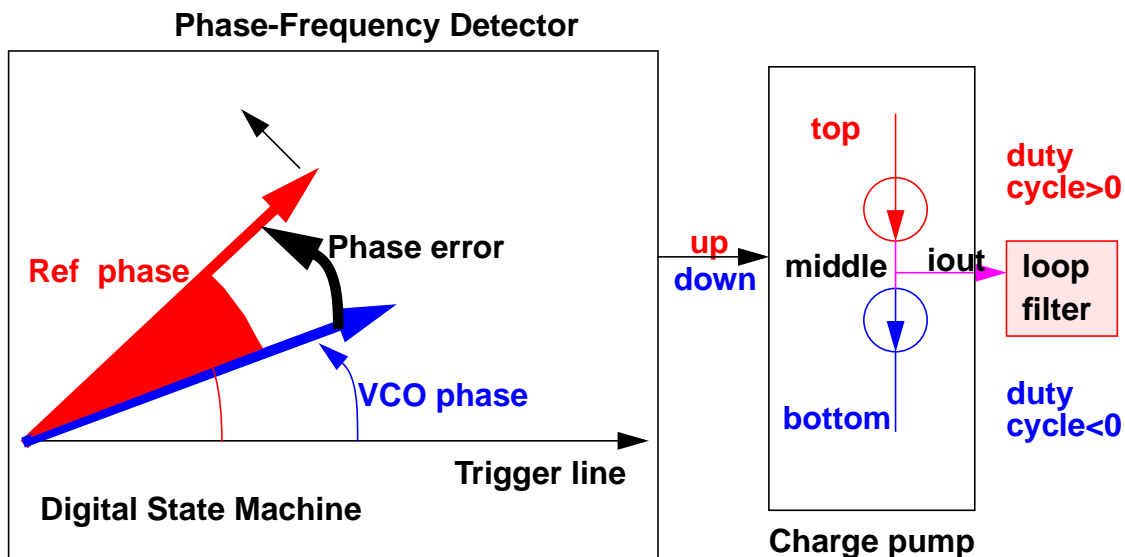 Phase-Frequency Detector
Ref phase
Phase error
VCO phase
Trigger line
Digital State Machine
up
down
top
middle
iout
bottom
Charge pump
duty
cycle>0
loop
filter
duty
cycle<0